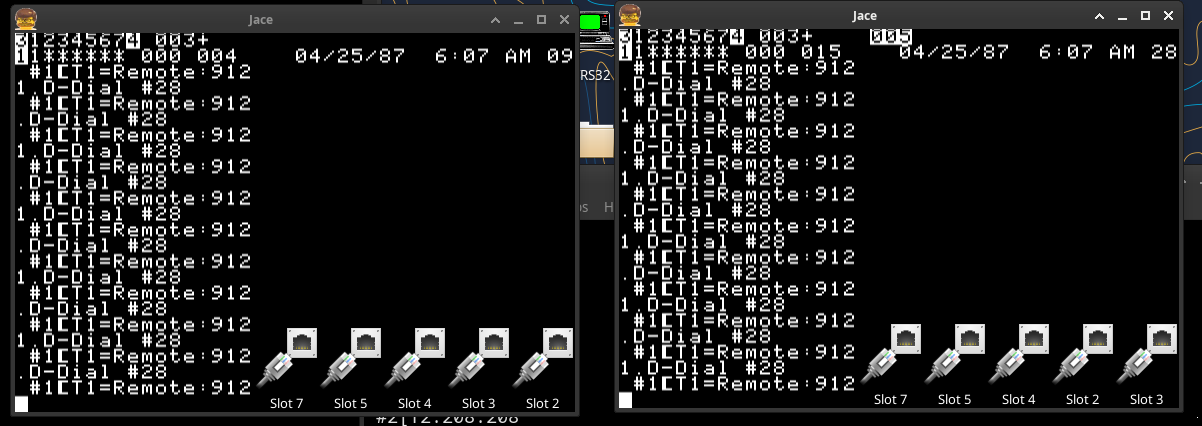 Jace
312345674 003+
11****** 000 004 04/25/87 6:07 AM 09
#1[T1=Remote:912
1.D-Dial #28
#1[T1=Remote:912
.D-Dial #28
#1[T1=Remote:912
1.D-Dial #28
#1[T1=Remote:912
.D-Dial #28
#1[T1=Remote:912
1.D-Dial #28
#1[T1=Remote:912
.D-Dial #28
#1[T1=Remote:912
1.D-Dial #28
#1[T1=Remote:912
.D-Dial #28
#1[T1=Remote:912
1.D-Dial #28
#1[T1=Remote:912
.D-Dial #28
#1[T1=Remote:912
Slot 7 Slot 5 Slot 4 Slot 3 Slot 2
RS32
Jace
312345674 003+ 005
11****** 000 015 04/25/87 6:07 AM 28
#1[T1=Remote:912
.D-Dial #28
#1[T1=Remote:912
1.D-Dial #28
#1[T1=Remote:912
.D-Dial #28
#1[T1=Remote:912
1.D-Dial #28
#1[T1=Remote:912
.D-Dial #28
#1[T1=Remote:912
1.D-Dial #28
#1[T1=Remote:912
.D-Dial #28
#1[T1=Remote:912
1.D-Dial #28
#1[T1=Remote:912
.D-Dial #28
#1[T1=Remote:912
1.D-Dial #28
#1[T1=Remote:912
Slot 7 Slot 5 Slot 4 Slot 2 Slot 3